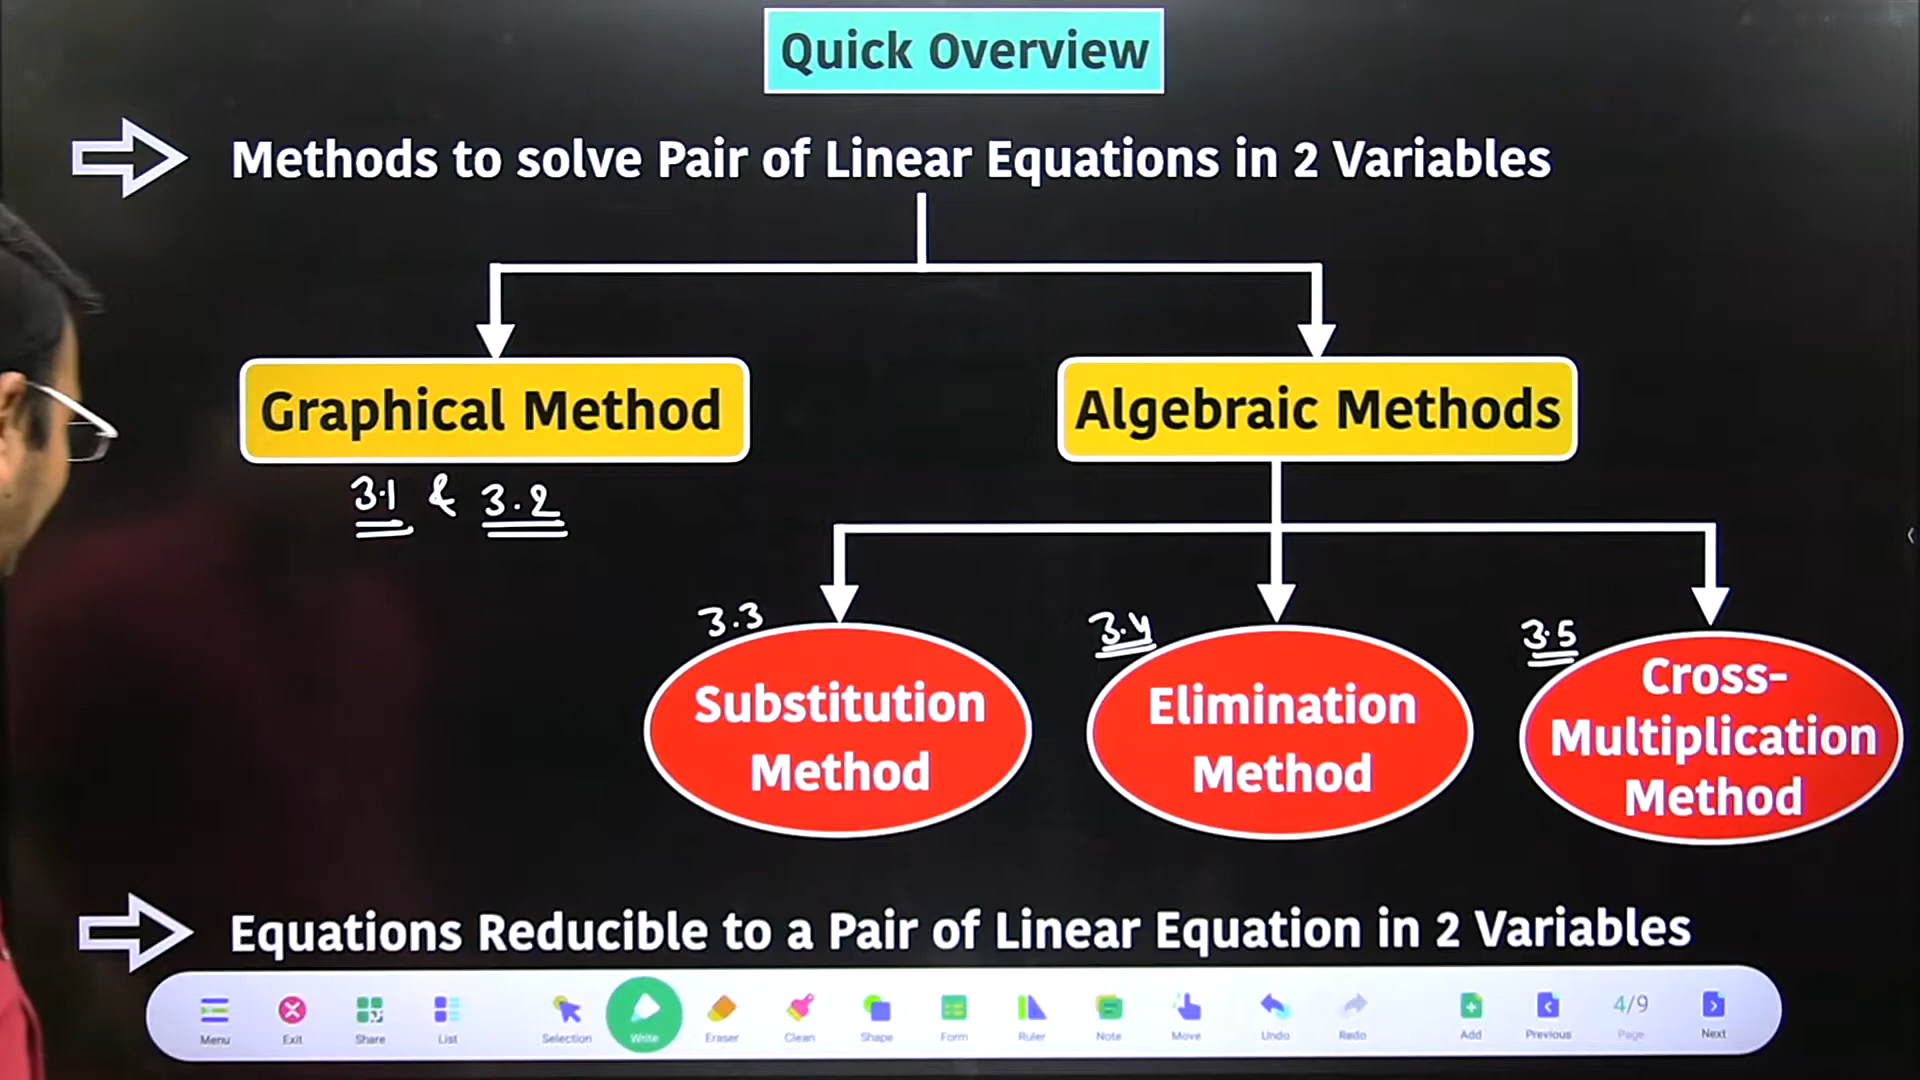 Quick Overview
Methods to solve Pair of Linear Equations in 2 Variables
Graphical Method
Algebraic Methods
3.1 & 3.2
3.3
3.4
3.5
Substitution
Method
Elimination
Method
Cross-
Multiplication
Method
Equations Reducible to a Pair of Linear Equation in 2 Variables
Menu Exit Share List Selection Write Eraser Clean Shape Form Ruler Note Move Undo Redo Add Previous 4/9 Page Next